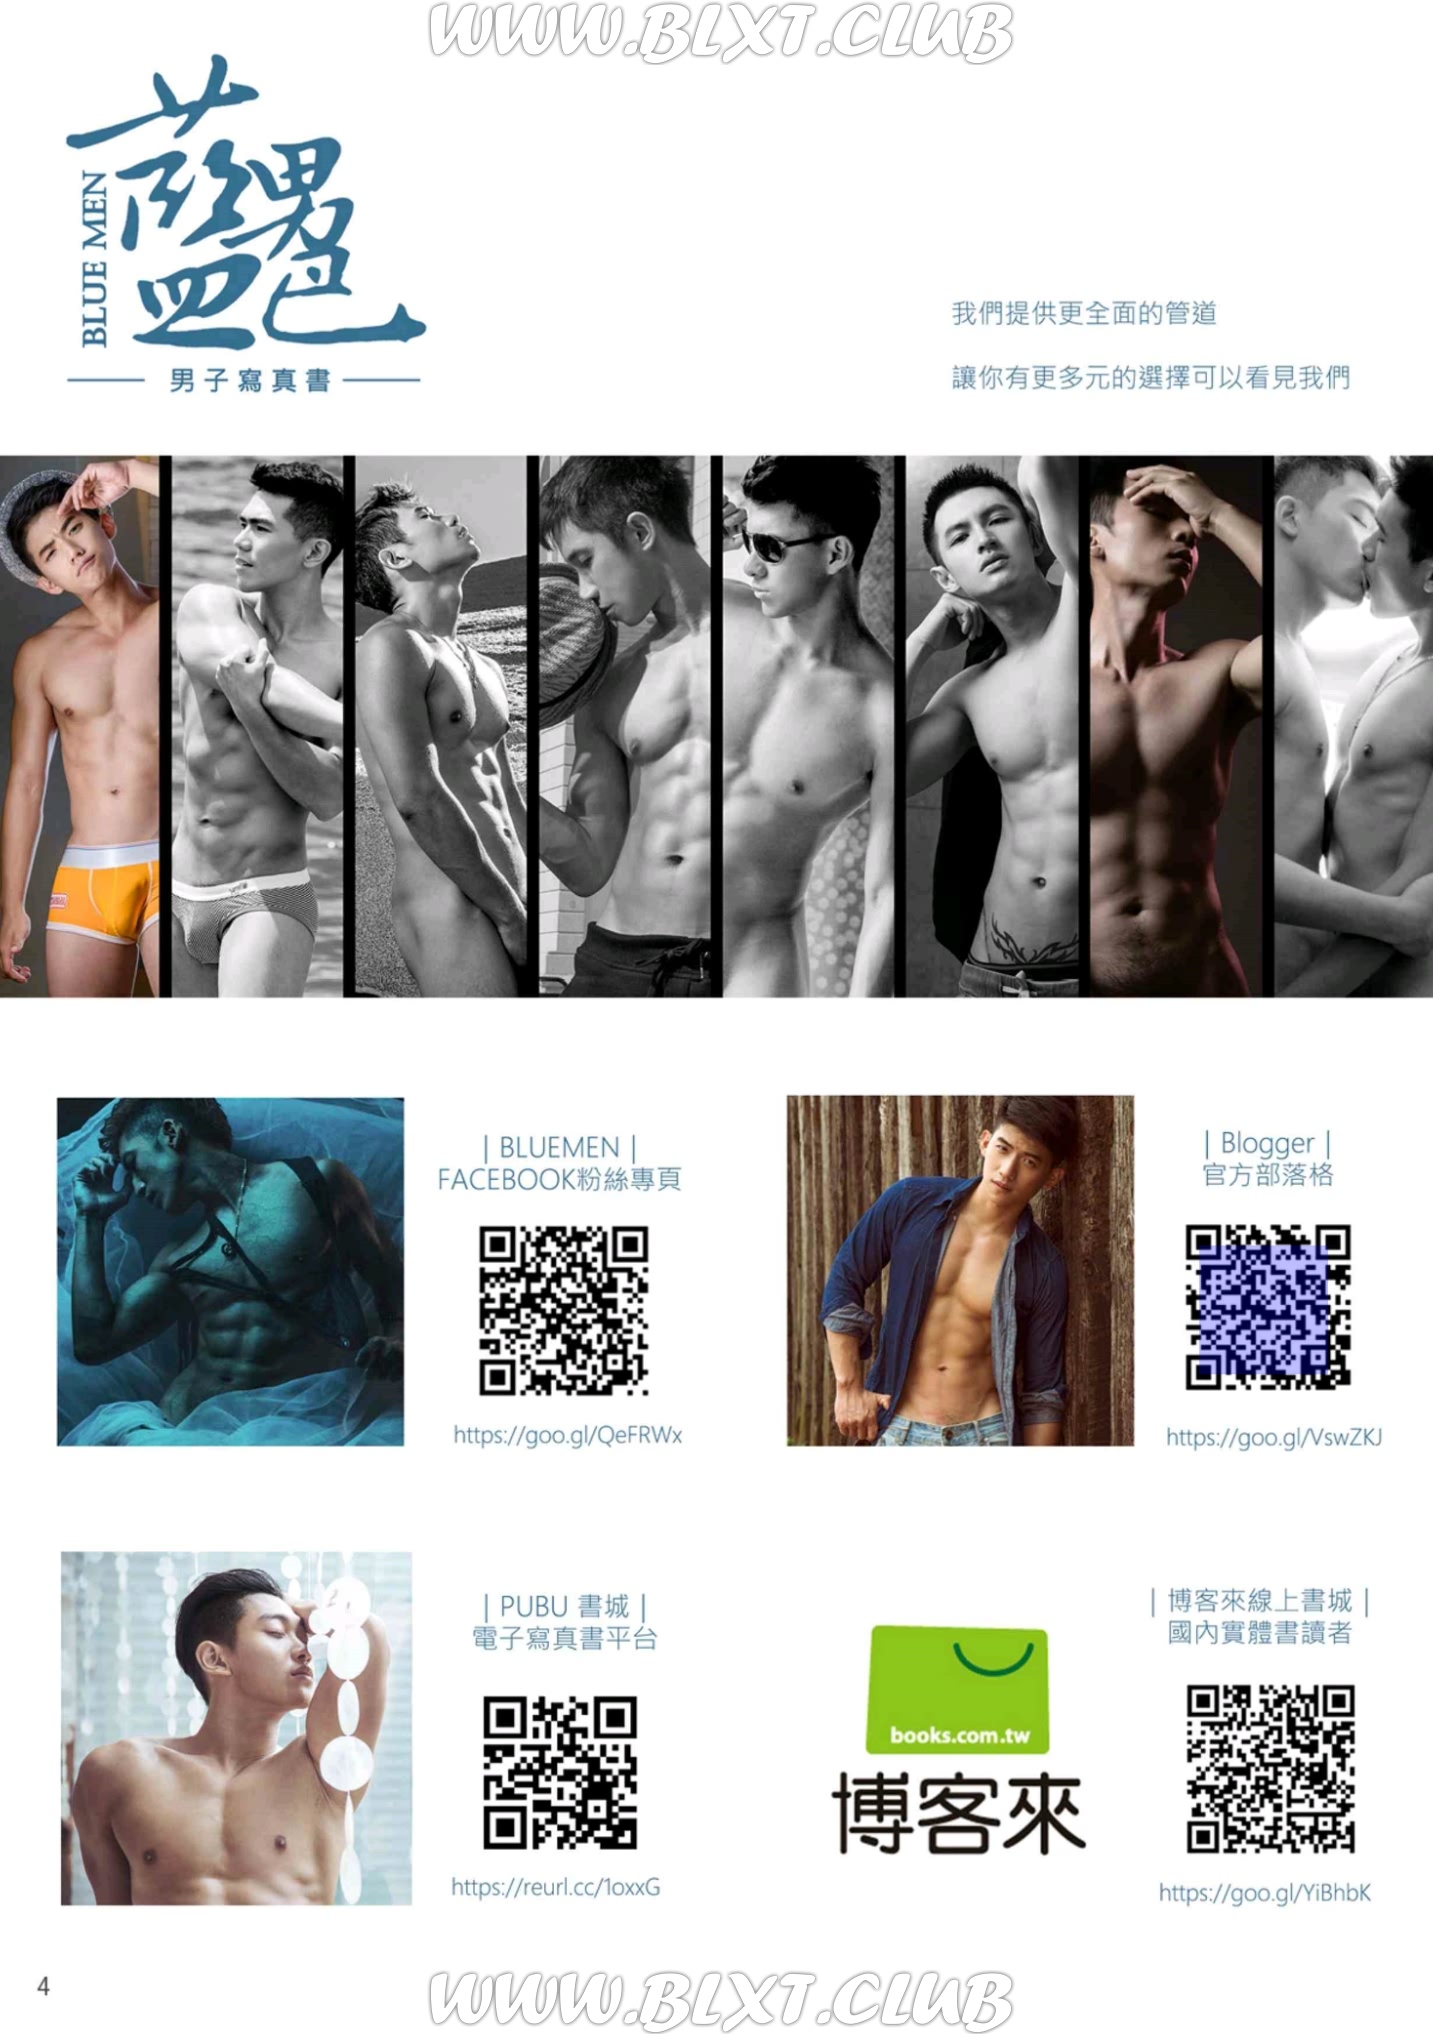 WWW.BLXT.CLUB
藍男色
BLUE MEN
男子寫真書
我們提供更全面的管道
讓你有更多元的選擇可以看見我們
| BLUEMEN |
FACEBOOK粉絲專頁
https://goo.gl/QeFRWx
| Blogger |
官方部落格
https://goo.gl/VswZKJ
| PUBU 書城 |
電子寫真書平台
https://reurl.cc/1oxxG
books.com.tw
博客來
| 博客來線上書城 |
國內實體書讀者
https://goo.gl/YiBhbK
4
WWW.BLXT.CLUB